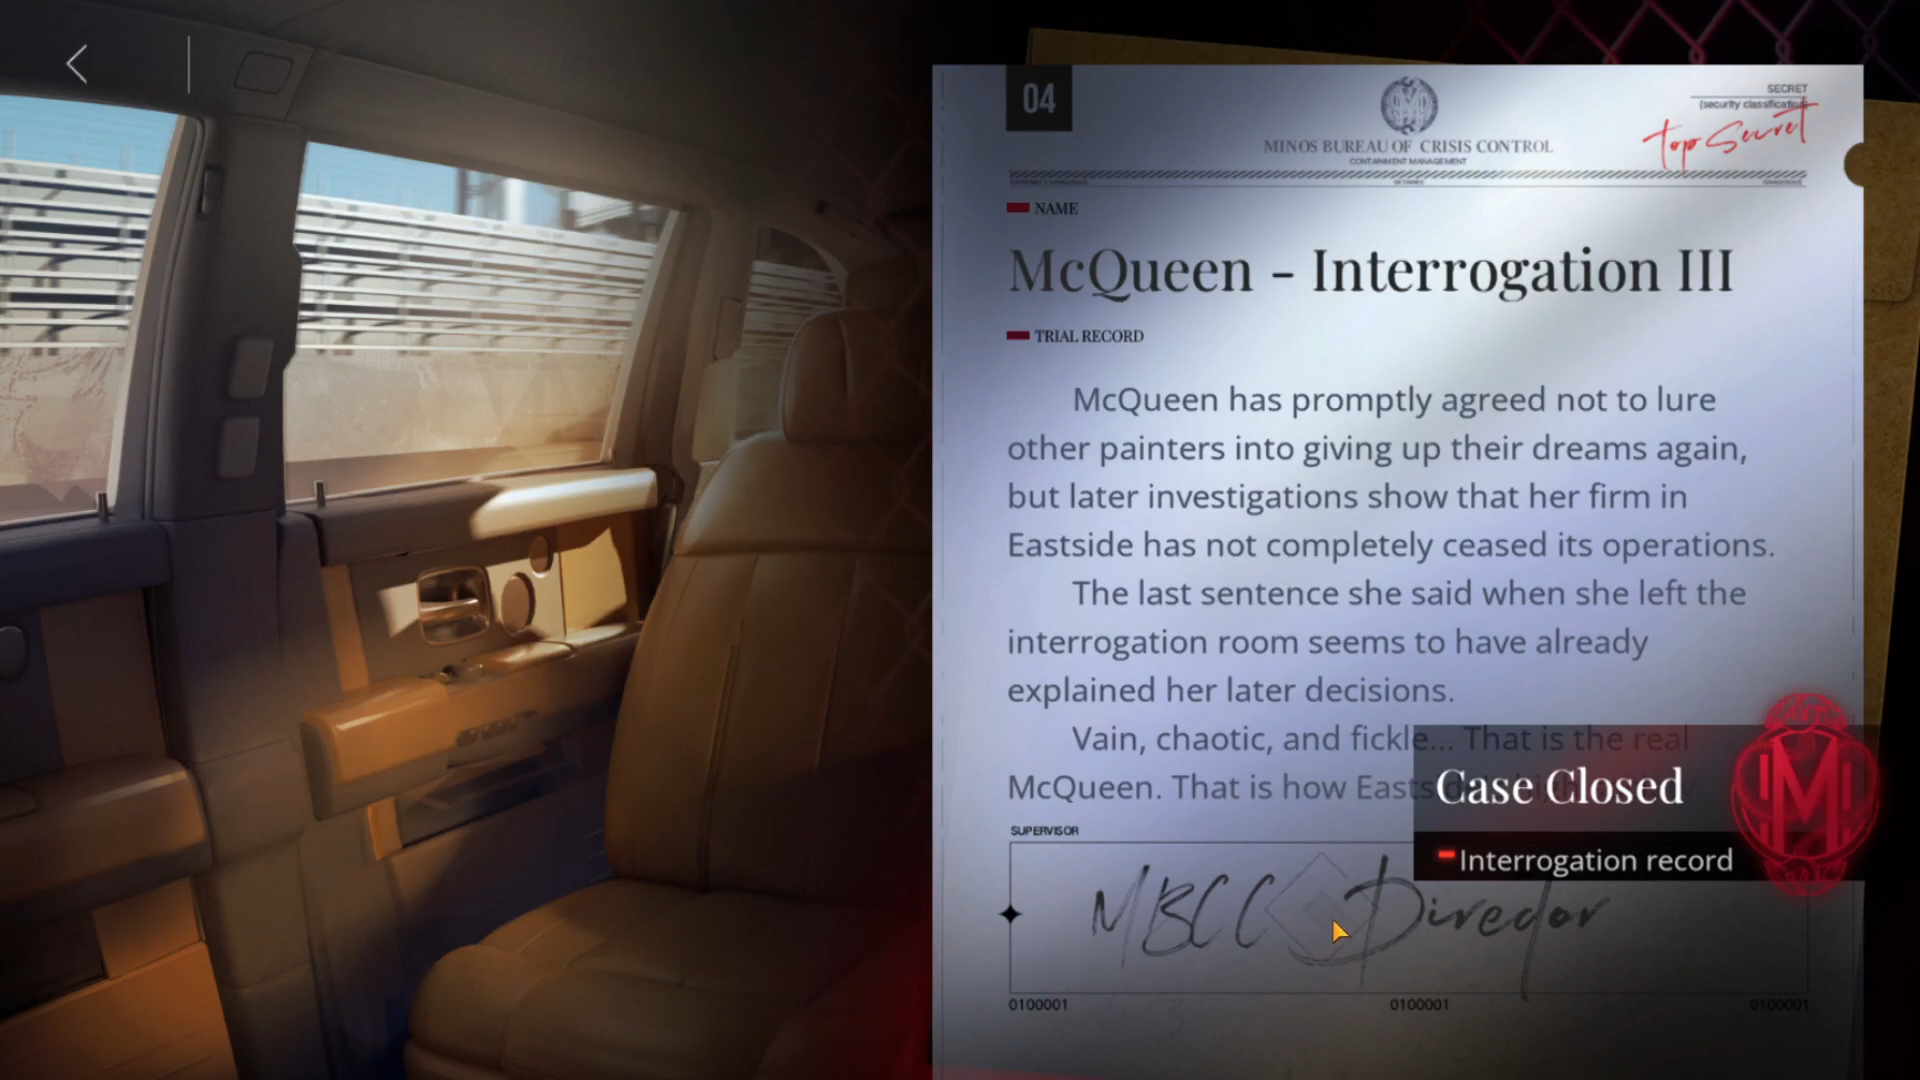 04
MINOS BUREAU OF CRISIS CONTROL
CONTAINMENT MANAGEMENT
SECRET
(security classification)
Top Secret
NAME
McQueen - Interrogation III
TRIAL RECORD
McQueen has promptly agreed not to lure
other painters into giving up their dreams again,
but later investigations show that her firm in
Eastside has not completely ceased its operations.
The last sentence she said when she left the
interrogation room seems to have already
explained her later decisions.
Vain, chaotic, and fickle... That is the real
McQueen. That is how
Case Closed
Interrogation record
SUPERVISOR
MBCC Director
0100001
0100001
0100001